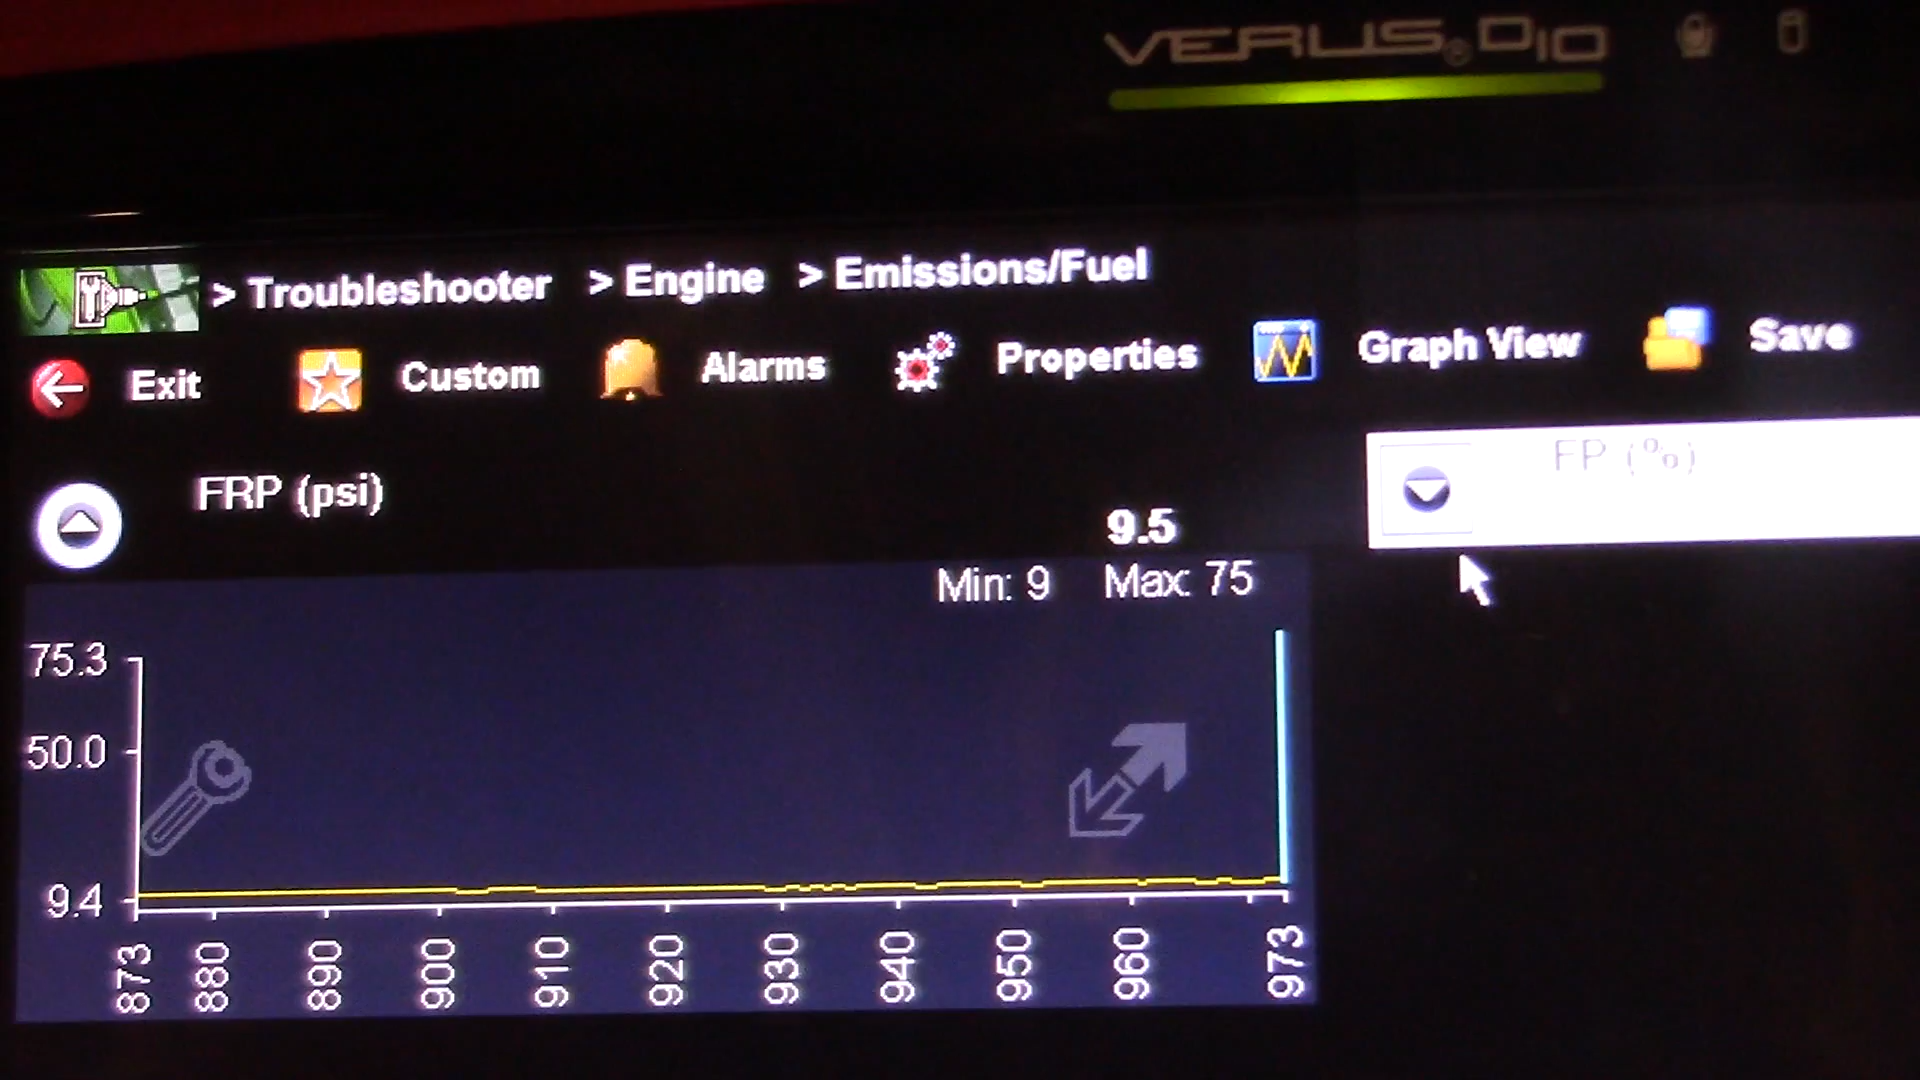 VERUS® D10
> Troubleshooter > Engine > Emissions/Fuel
Exit Custom Alarms Properties Graph View Save
FRP (psi)
FP (%)
9.5
Min: 9 Max: 75
75.3
50.0
9.4
873 880 890 900 910 920 930 940 950 960 973